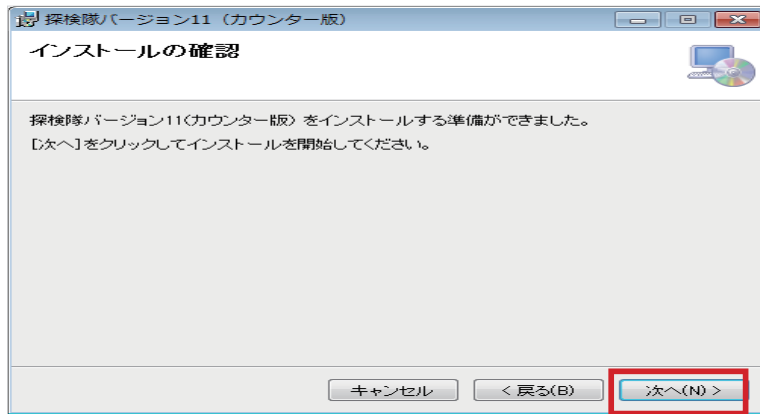 探検隊バージョン11（カウンター版）
インストールの確認
探検隊バージョン11(カウンター版) をインストールする準備ができました。
[次へ]をクリックしてインストールを開始してください。
キャンセル
< 戻る(B)
次へ(N) >